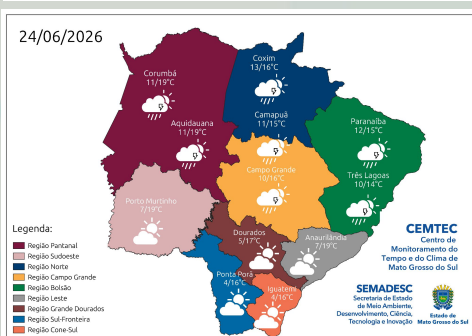 24/06/2026
Coxim
13/16°C
Corumbá
11/19°C
Camapuã
11/15°C
Aquidauana
11/19°C
Paranaíba
12/15°C
Campo Grande
10/16°C
Três Lagoas
10/14°C
Porto Murtinho
7/19°C
Dourados
5/17°C
Anaurilândia
7/19°C
Ponta Porã
4/16°C
Iguatemi
4/16°C
Legenda:
Região Pantanal
Região Sudoeste
Região Norte
Região Campo Grande
Região Bolsão
Região Leste
Região Grande Dourados
Região Sul-Fronteira
Região Cone-Sul
CEMTEC
Centro de
Monitoramento do
Tempo e do Clima de
Mato Grosso do Sul
SEMADESC
Secretaria de Estado
de Meio Ambiente,
Desenvolvimento, Ciência,
Tecnologia e Inovação
Estado de
Mato Grosso do Sul